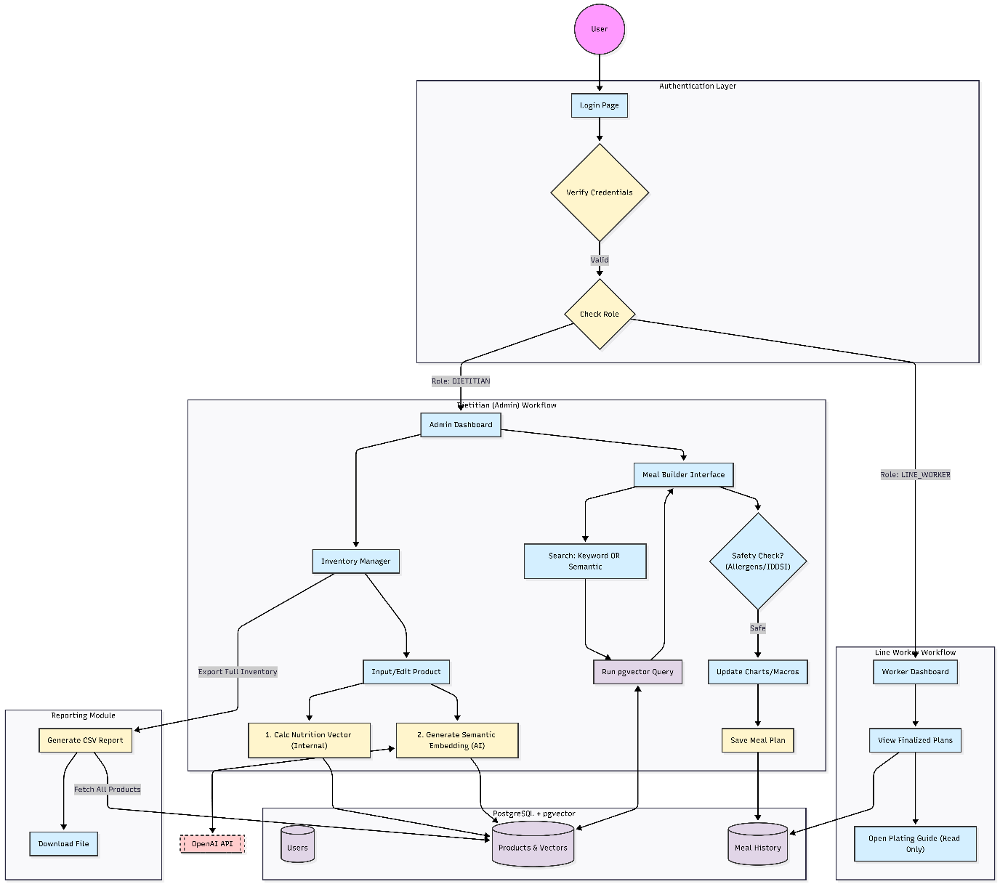 User
Authentication Layer
Login Page
Verify Credentials
Valid
Check Role
Role: DIETITIAN
Dietitian (Admin) Workflow
Admin Dashboard
Meal Builder Interface
Role: LINE_WORKER
Inventory Manager
Search: Keyword OR
Semantic
Safety Check?
(Allergens/IDDSI)
Safe
Export Full Inventory
Input/Edit Product
Run pgvector Query
Update Charts/Macros
Line Worker Workflow
Worker Dashboard
Reporting Module
Generate CSV Report
1. Calc Nutrition Vector
(Internal)
2. Generate Semantic
Embedding (AI)
Save Meal Plan
View Finalized Plans
Fetch All Products
PostgreSQL + pgvector
Download File
OpenAI API
Users
Products & Vectors
Meal History
Open Plating Guide (Read
Only)